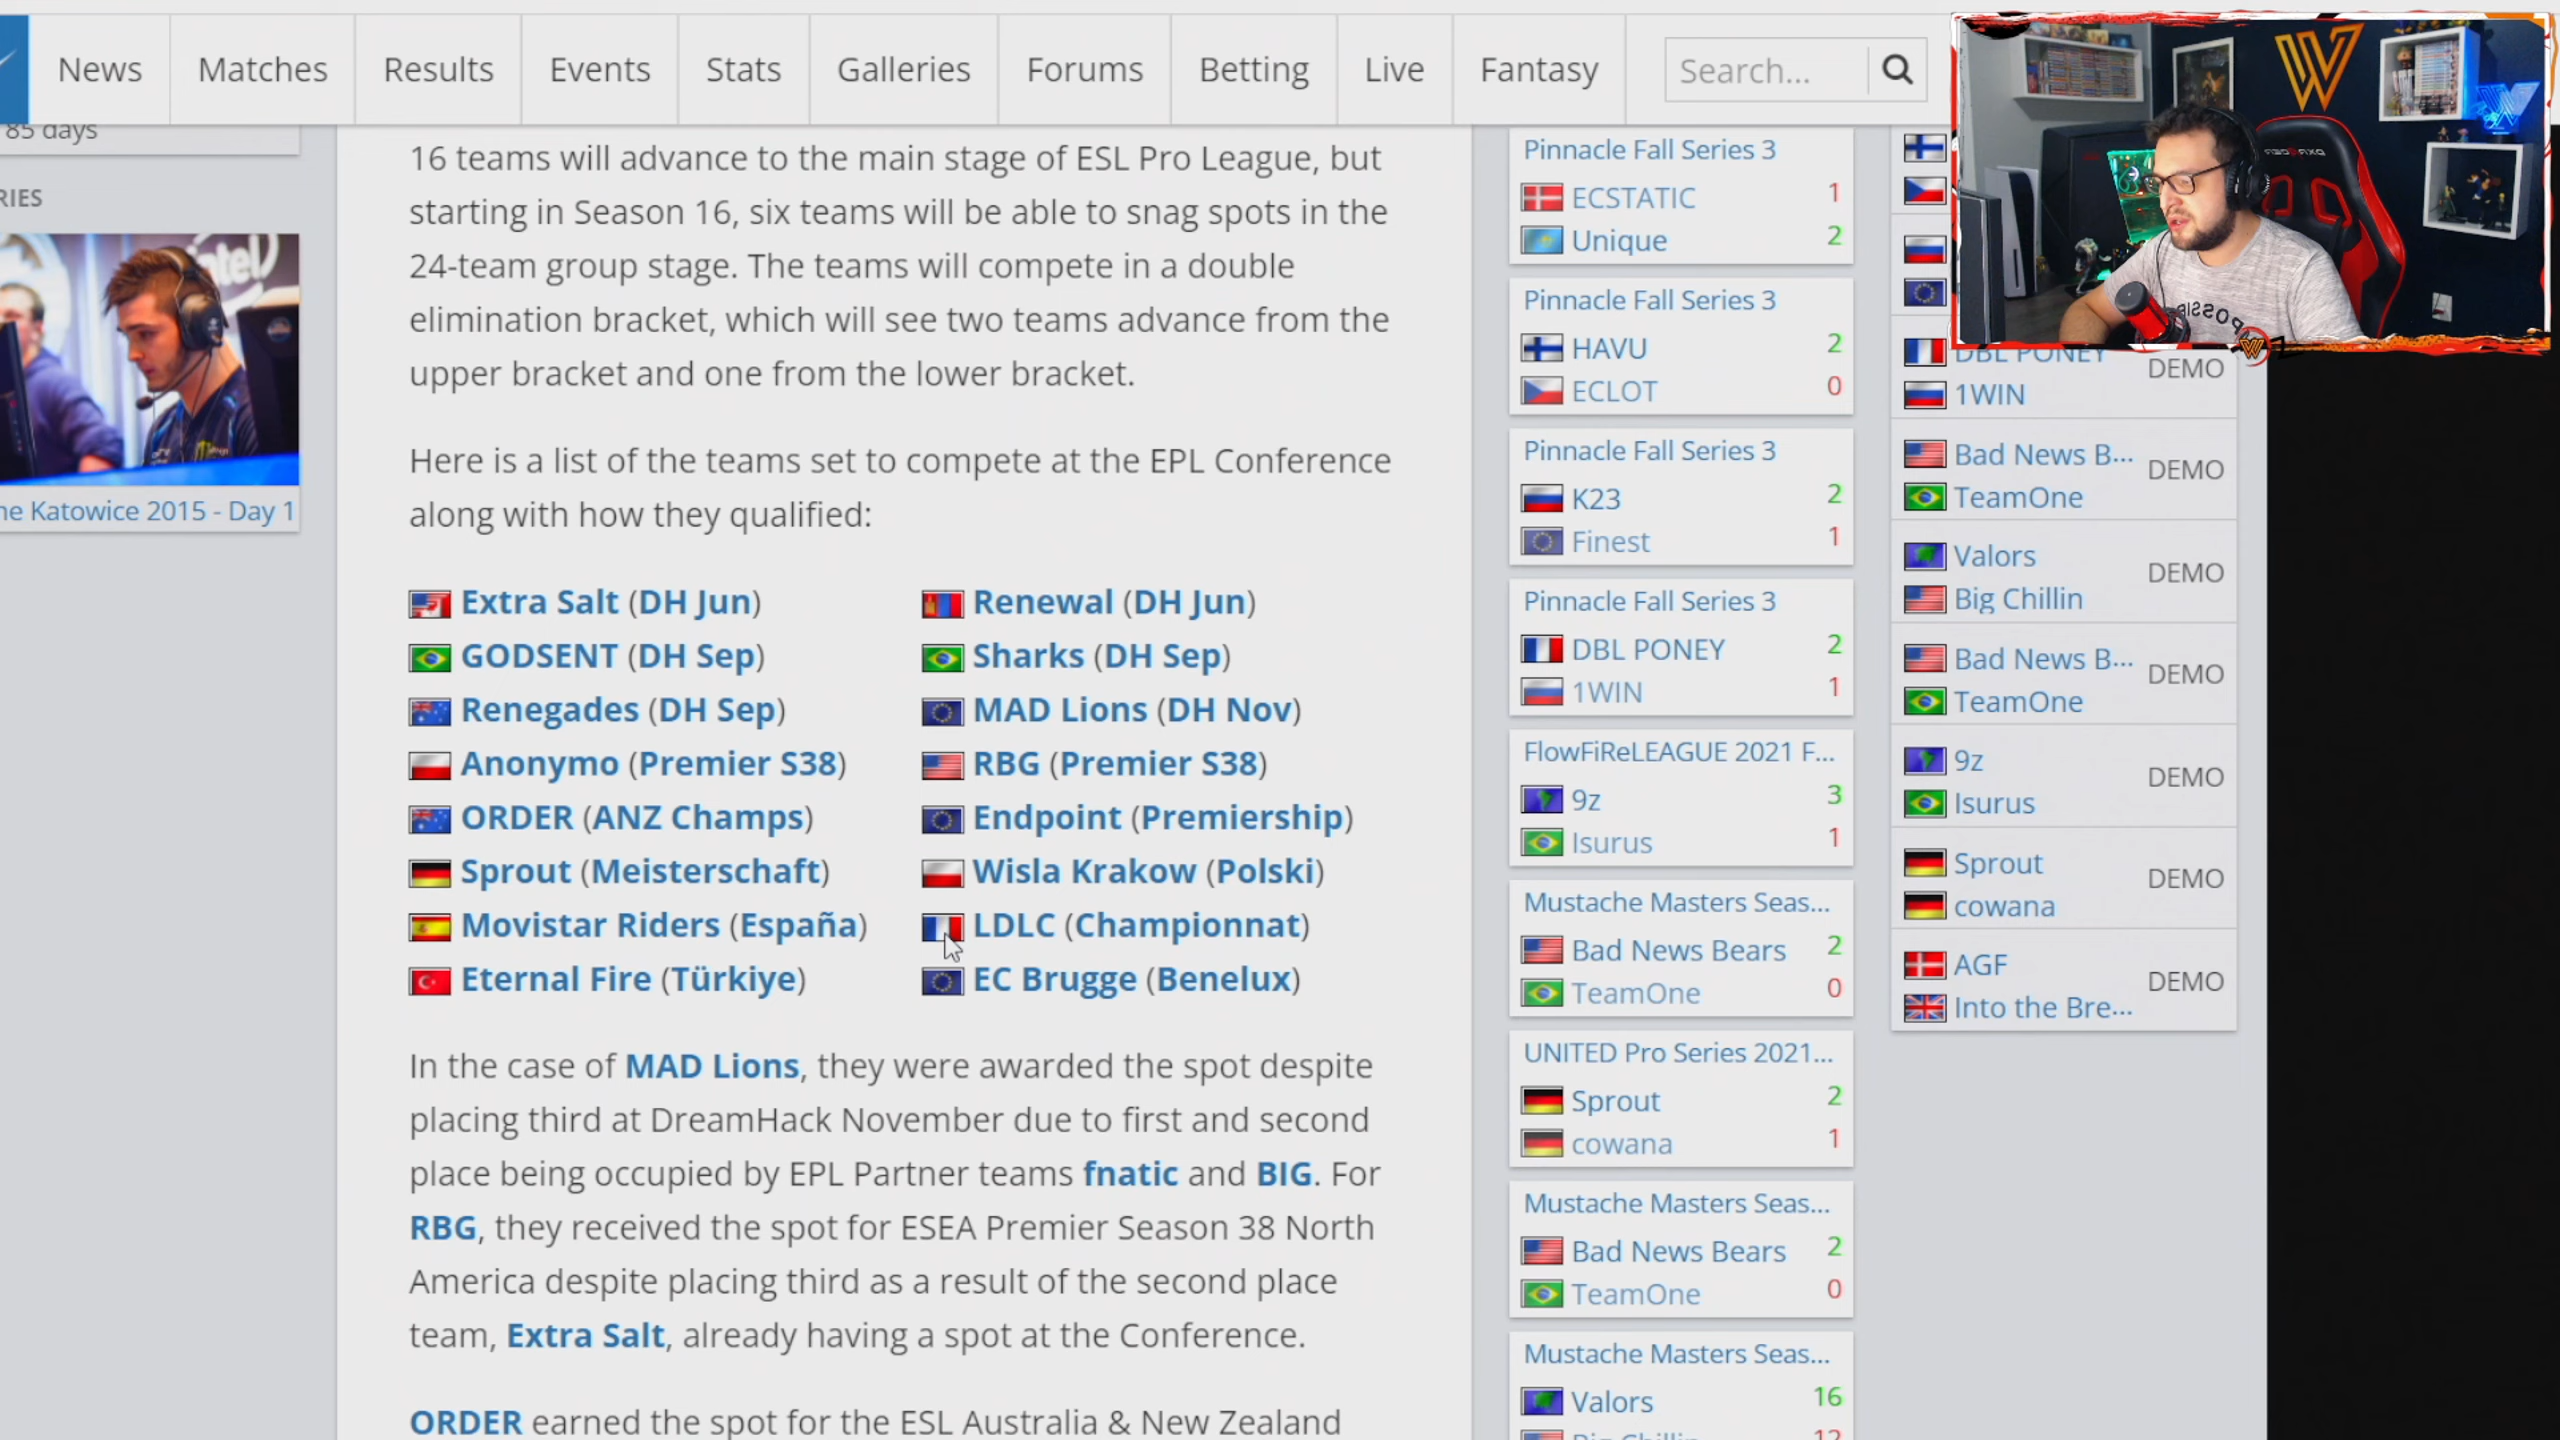 News Matches Results Events Stats Galleries Forums Betting Live Fantasy Search...
85 days
RIES
ne Katowice 2015 - Day 1
16 teams will advance to the main stage of ESL Pro League, but
starting in Season 16, six teams will be able to snag spots in the
24-team group stage. The teams will compete in a double
elimination bracket, which will see two teams advance from the
upper bracket and one from the lower bracket.
Here is a list of the teams set to compete at the EPL Conference
along with how they qualified:
Extra Salt (DH Jun) Renewal (DH Jun)
GODSENT (DH Sep) Sharks (DH Sep)
Renegades (DH Sep) MAD Lions (DH Nov)
Anonymo (Premier S38) RBG (Premier S38)
ORDER (ANZ Champs) Endpoint (Premiership)
Sprout (Meisterschaft) Wisla Krakow (Polski)
Movistar Riders (España) LDLC (Championnat)
Eternal Fire (Türkiye) EC Brugge (Benelux)
In the case of MAD Lions, they were awarded the spot despite
placing third at DreamHack November due to first and second
place being occupied by EPL Partner teams fnatic and BIG. For
RBG, they received the spot for ESEA Premier Season 38 North
America despite placing third as a result of the second place
team, Extra Salt, already having a spot at the Conference.
ORDER earned the spot for the ESL Australia & New Zealand
Pinnacle Fall Series 3
ECSTATIC 1
Unique 2
Pinnacle Fall Series 3
HAVU 2
ECLOT 0
Pinnacle Fall Series 3
K23 2
Finest 1
Pinnacle Fall Series 3
DBL PONEY 2
1WIN 1
FlowFiReLEAGUE 2021 F...
9z 3
Isurus 1
Mustache Masters Seas...
Bad News Bears 2
TeamOne 0
UNITED Pro Series 2021...
Sprout 2
cowana 1
Mustache Masters Seas...
Bad News Bears 2
TeamOne 0
Mustache Masters Seas...
Valors 16
Big Chillin 12
DBL PONEY
1WIN
DEMO
Bad News B...
TeamOne
DEMO
Valors
Big Chillin
DEMO
Bad News B...
TeamOne
DEMO
9z
Isurus
DEMO
Sprout
cowana
DEMO
AGF
Into the Bre...
DEMO